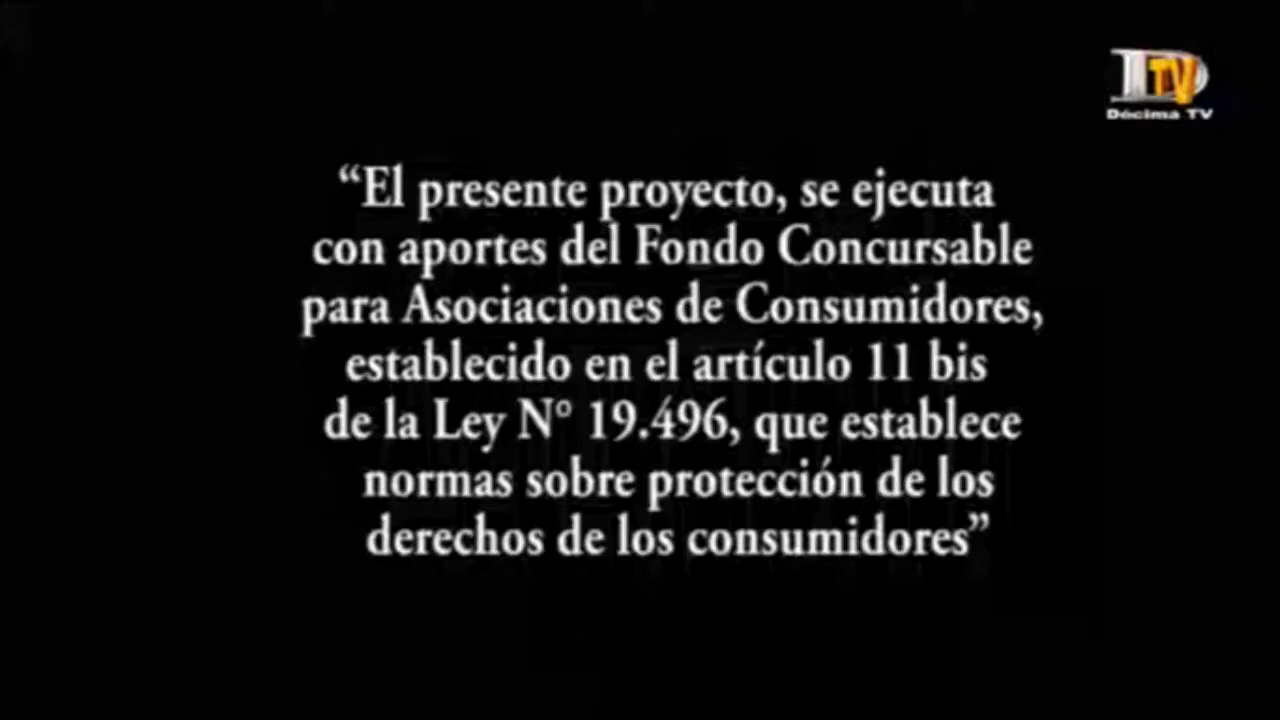 DTV
Décima TV
“El presente proyecto, se ejecuta
con aportes del Fondo Concursable
para Asociaciones de Consumidores,
establecido en el artículo 11 bis
de la Ley N° 19.496, que establece
normas sobre protección de los
derechos de los consumidores”